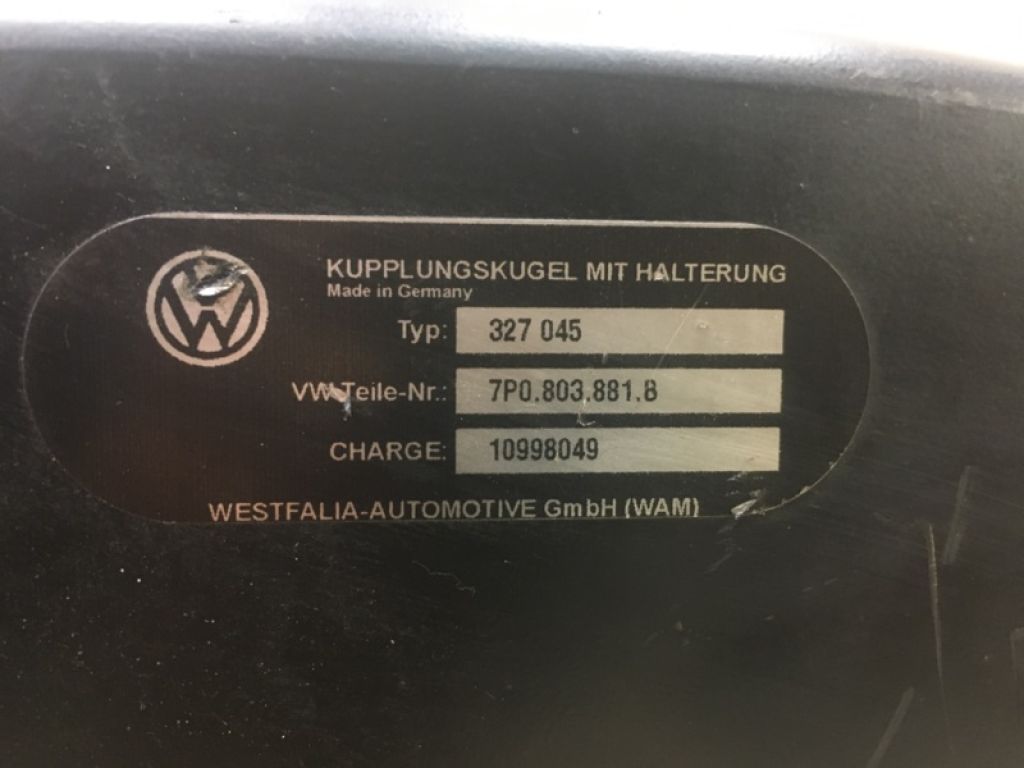 KUPPLUNGSKUGEL MIT HALTERUNG
Made in Germany
Typ: 327 045
VW-Teile-Nr.: 7P0.803.881.B
CHARGE: 10998049
WESTFALIA-AUTOMOTIVE GmbH (WAM)